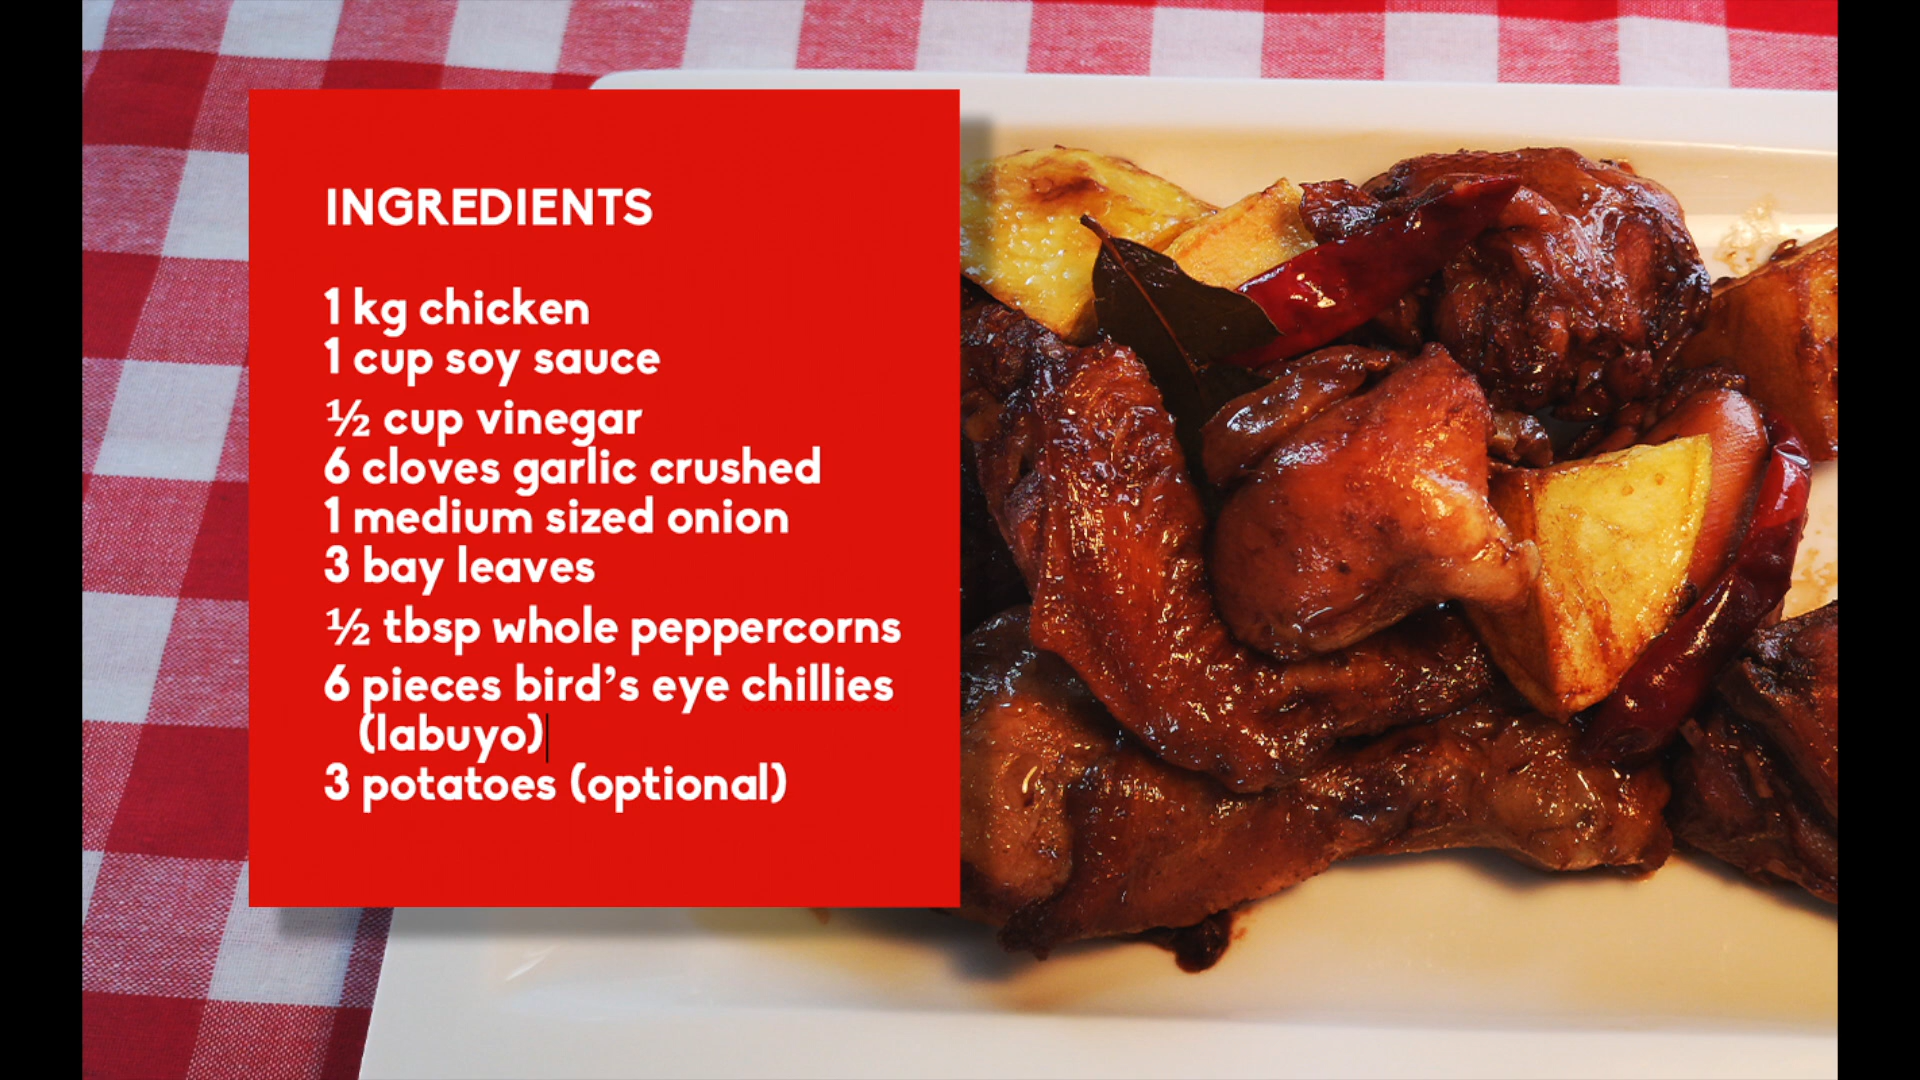 INGREDIENTS
1 kg chicken
1 cup soy sauce
½ cup vinegar
6 cloves garlic crushed
1 medium sized onion
3 bay leaves
½ tbsp whole peppercorns
6 pieces bird’s eye chillies
(labuyo)
3 potatoes (optional)